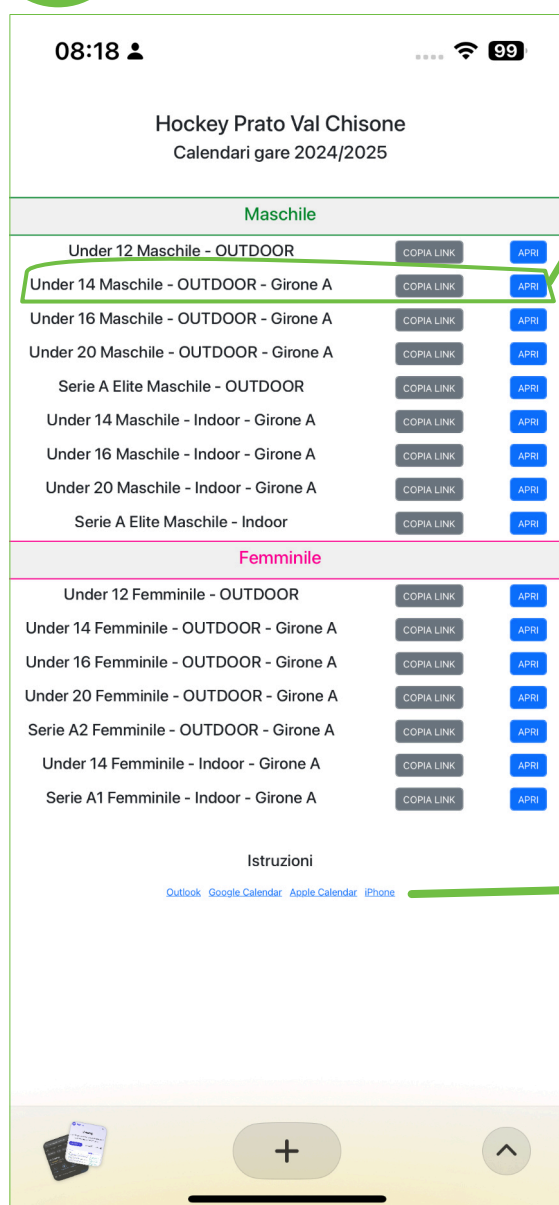 08:18
99
Hockey Prato Val Chisone
Calendari gare 2024/2025
Maschile
Under 12 Maschile - OUTDOOR COPIA LINK APRI
Under 14 Maschile - OUTDOOR - Girone A COPIA LINK APRI
Under 16 Maschile - OUTDOOR - Girone A COPIA LINK APRI
Under 20 Maschile - OUTDOOR - Girone A COPIA LINK APRI
Serie A Elite Maschile - OUTDOOR COPIA LINK APRI
Under 14 Maschile - Indoor - Girone A COPIA LINK APRI
Under 16 Maschile - Indoor - Girone A COPIA LINK APRI
Under 20 Maschile - Indoor - Girone A COPIA LINK APRI
Serie A Elite Maschile - Indoor COPIA LINK APRI
Femminile
Under 12 Femminile - OUTDOOR COPIA LINK APRI
Under 14 Femminile - OUTDOOR - Girone A COPIA LINK APRI
Under 16 Femminile - OUTDOOR - Girone A COPIA LINK APRI
Under 20 Femminile - OUTDOOR - Girone A COPIA LINK APRI
Serie A2 Femminile - OUTDOOR - Girone A COPIA LINK APRI
Under 14 Femminile - Indoor - Girone A COPIA LINK APRI
Serie A1 Femminile - Indoor - Girone A COPIA LINK APRI
Istruzioni
Outlook Google Calendar Apple Calendar iPhone